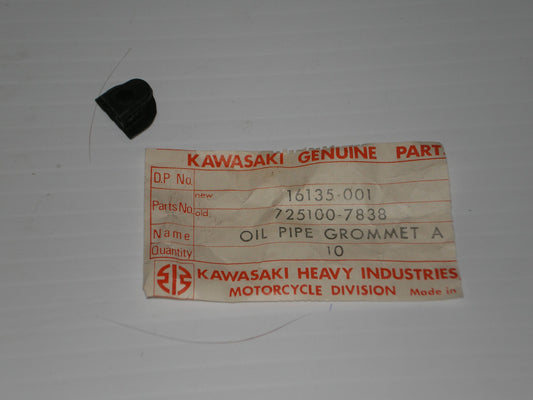 KAWASAKI GENUINE PART
D.P. No.
new 16135-001
Parts No old 725100-7838
Name OIL PIPE GROMMET A
Quantity 10
KAWASAKI HEAVY INDUSTRIES
MOTORCYCLE DIVISION Made in